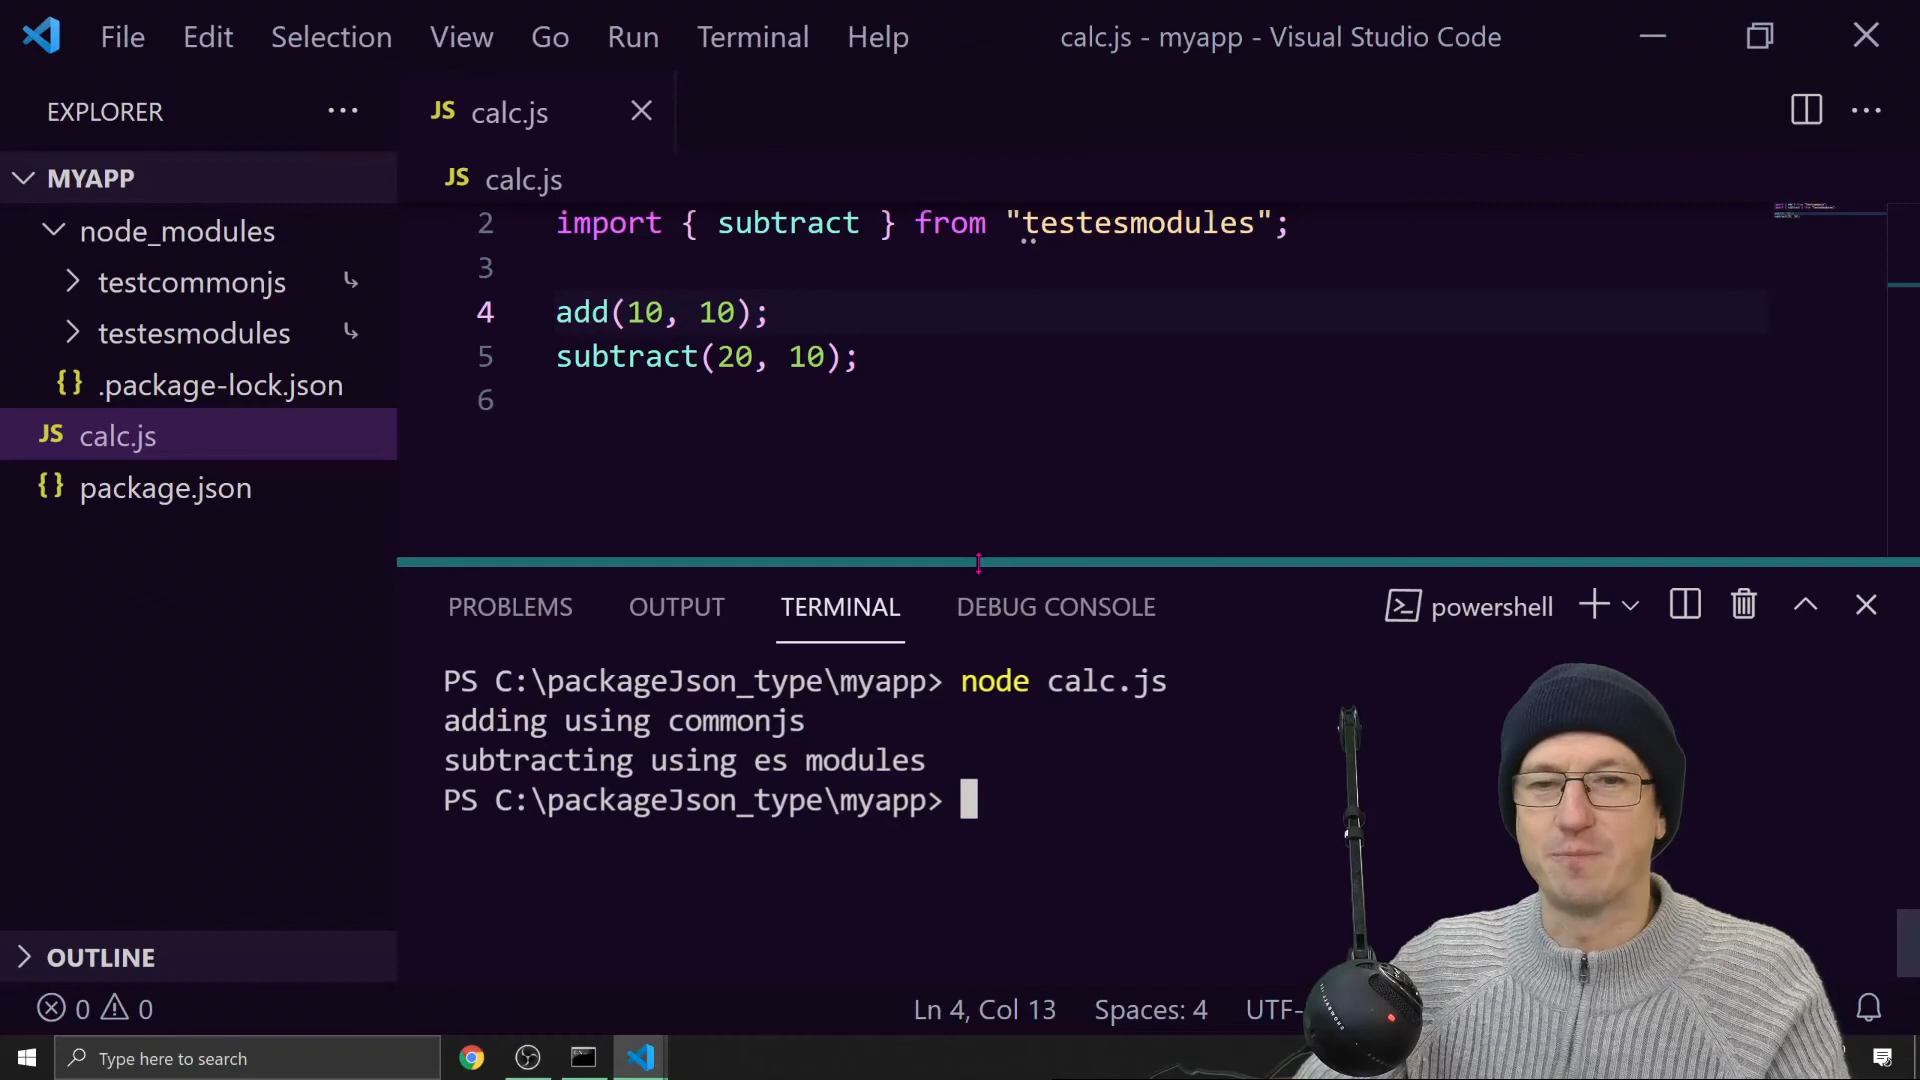 File Edit Selection View Go Run Terminal Help
calc.js - myapp - Visual Studio Code
EXPLORER
MYAPP
node_modules
testcommonjs
testesmodules
{} .package-lock.json
JS calc.js
{} package.json
OUTLINE
JS calc.js
JS calc.js
2 import { subtract } from "testesmodules";
3
4 add(10, 10);
5 subtract(20, 10);
6
PROBLEMS OUTPUT TERMINAL DEBUG CONSOLE
powershell
PS C:\packageJson_type\myapp> node calc.js
adding using commonjs
subtracting using es modules
PS C:\packageJson_type\myapp>
0 0
Ln 4, Col 13 Spaces: 4 UTF-
Type here to search